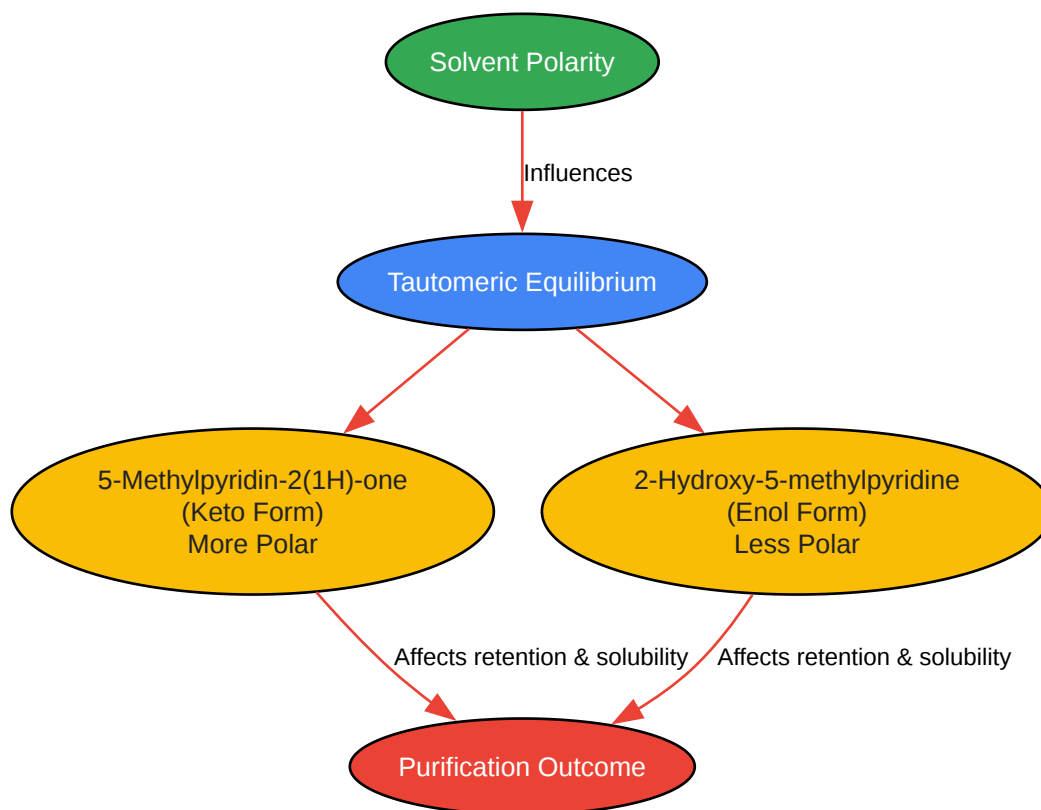 Solvent Polarity
Influences
Tautomeric Equilibrium
5-Methylpyridin-2(1H)-one
(Keto Form)
More Polar
2-Hydroxy-5-methylpyridine
(Enol Form)
Less Polar
Affects retention & solubility
Affects retention & solubility
Purification Outcome